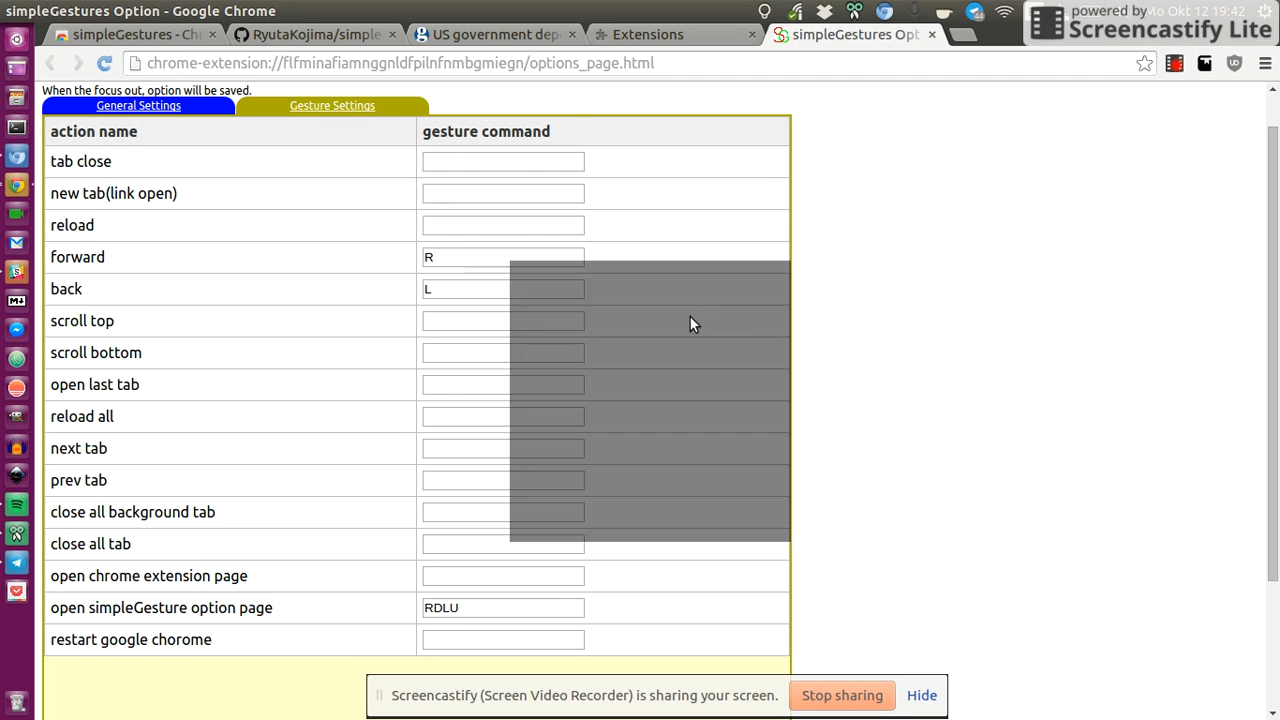 simpleGestures Option - Google Chrome
44
Mo Okt 12 19:42
powered by
Screencastify Lite
simpleGestures - Ch
RyutaKojima/simp
US government dep
Extensions
simpleGestures Opt
chrome-extension://flfminafiamnggnldfpilnfnmbgnieqn/options_page.html
When the focus out, option will be saved.
General Settings
Gesture Settings
action name gesture command
tab close
new tab(link open)
reload
forward R
back L
scroll top
scroll bottom
open last tab
reload all
next tab
prev tab
close all background tab
close all tab
open chrome extension page
open simpleGesture option page RDLU
restart google chorome
Screencastify (Screen Video Recorder) is sharing your screen.
Stop sharing
Hide